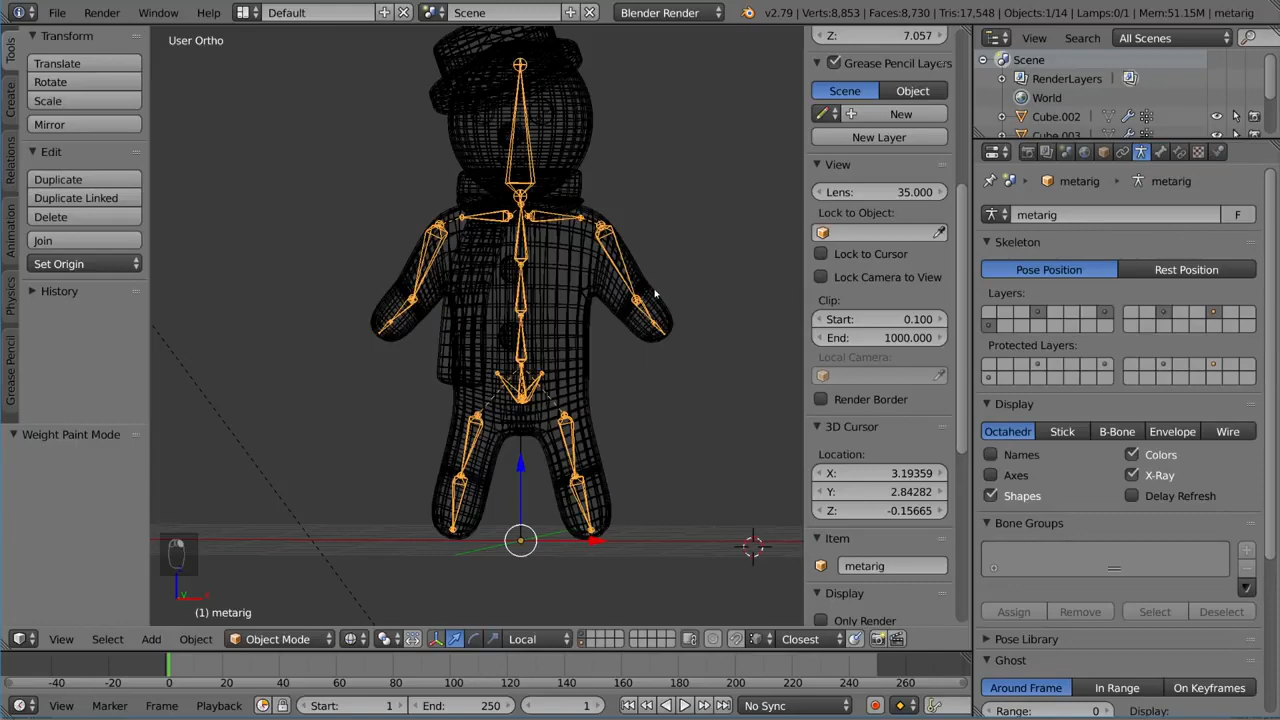 File Render Window Help Default Scene Blender Render v2.79 | Verts:8,853 | Faces:8,730 | Tris:17,548 | Objects:1/14 | Lamps:0/1 | Mem:51.15M | metarig
Tools
Create
Relations
Animation
Physics
Grease Pencil
Transform
Translate
Rotate
Scale
Mirror
Edit
Duplicate
Duplicate Linked
Delete
Join
Set Origin
History
Weight Paint Mode
User Ortho
(1) metarig
Z: 7.057
Grease Pencil Layers
Scene Object
New
New Layer
View
Lens: 35.000
Lock to Object:
Lock to Cursor
Lock Camera to View
Clip:
Start: 0.100
End: 1000.000
Local Camera:
Render Border
3D Cursor
Location:
X: 3.19359
Y: 2.84282
Z: -0.15665
Item
metarig
Display
Only Render
View Search All Scenes
Scene
RenderLayers
World
Cube.002
Cube.003
metarig metarig
metarig F
Skeleton
Pose Position Rest Position
Layers:
Protected Layers:
Display
Octahedr Stick B-Bone Envelope Wire
Names Colors
Axes X-Ray
Shapes Delay Refresh
Bone Groups
Assign Remove Select Deselect
Pose Library
Ghost
Around Frame In Range On Keyframes
Range: 0 Display:
View Select Add Object Object Mode Local Closest
-40 -20 0 20 40 60 80 100 120 140 160 180 200 220 240 260
View Marker Frame Playback Start: 1 End: 250 1 No Sync